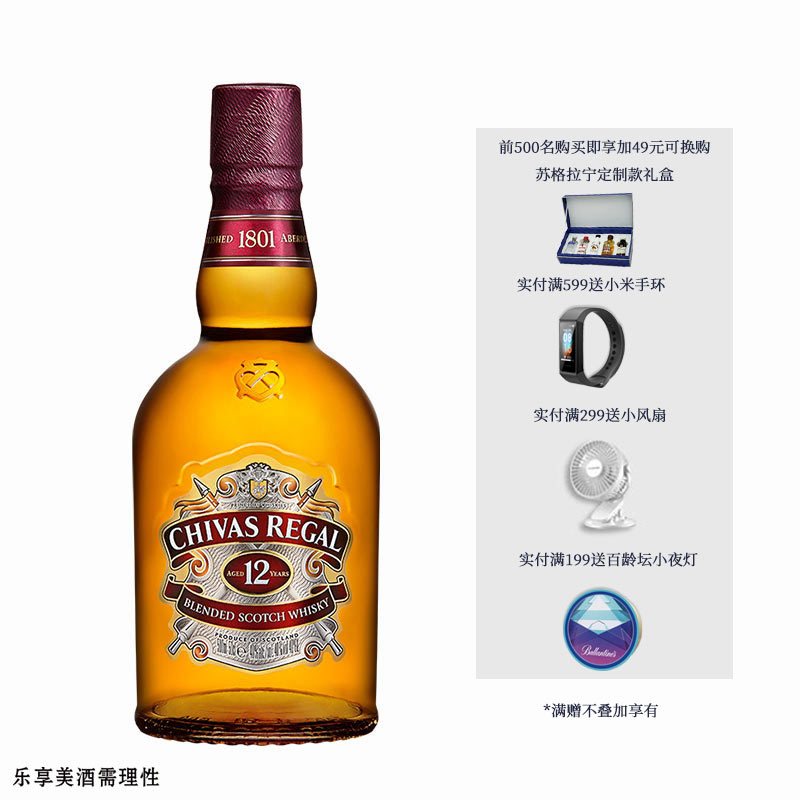 1801
CHIVAS REGAL
AGED 12 YEARS
BLENDED SCOTCH WHISKY
PRODUCE OF SCOTLAND
前500名购买即享加49元可换购
苏格拉宁定制款礼盒
实付满599送小米手环
实付满299送小风扇
实付满199送百龄坛小夜灯
Ballantine's
*满赠不叠加享有
乐享美酒需理性